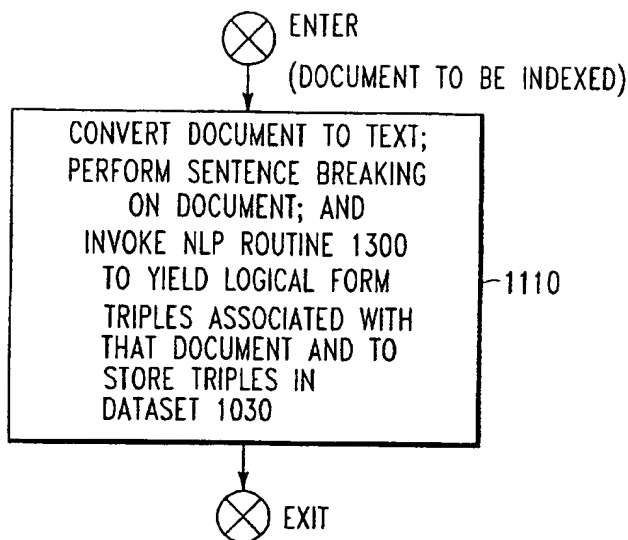 ENTER
(DOCUMENT TO BE INDEXED)
CONVERT DOCUMENT TO TEXT;
PERFORM SENTENCE BREAKING
ON DOCUMENT; AND
INVOKE NLP ROUTINE 1300
TO YIELD LOGICAL FORM
TRIPLES ASSOCIATED WITH
THAT DOCUMENT AND TO
STORE TRIPLES IN
DATASET 1030
1110
EXIT